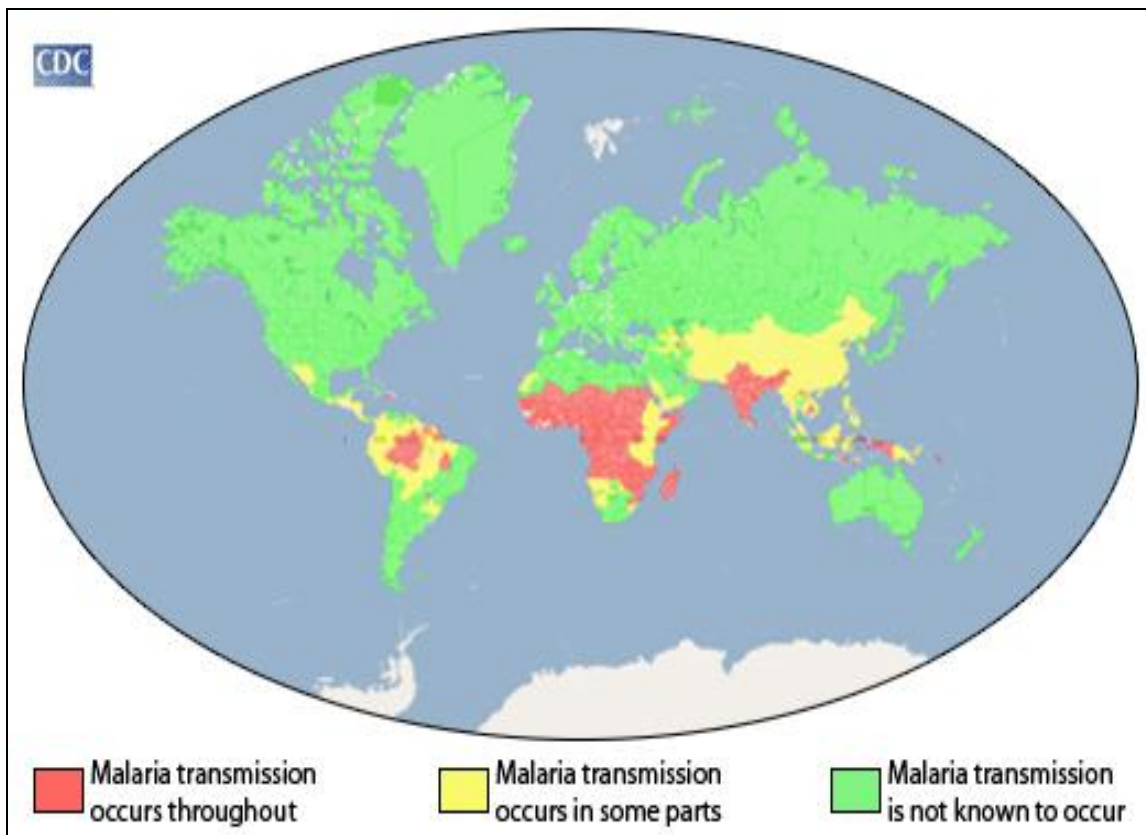 CDC
Malaria transmission
occurs throughout
Malaria transmission
occurs in some parts
Malaria transmission
is not known to occur